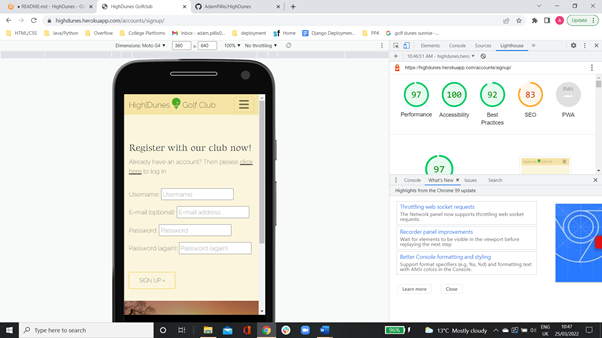 README.md - HighDunes - G
HighDunes Golfclub
AdamPills/HighDunes
highdunes.herokuapp.com/accounts/signup/
Update
HTML/CSS
Java/Python
Overflow
College Platforms
Inbox - adam.pills0
deployment
Home
Django Deploymen
PP4
golf dunes sunrise -
Dimensions: Moto G4
360
x
640
100%
No throttling
Elements
Console
Sources
Lighthouse
10:46:51 AM - highdunes.hero
https://highdunes.herokuapp.com/accounts/signup/
97
100
92
83
Performance
Accessibility
Best Practices
SEO
PWA
97
High|Dunes Golf Club
Register with our club now!
Already have an account? Then please click
here to log in.
Username: Username
E-mail (optional): E-mail address
Password: Password
Password (again): Password (again)
SIGN UP »
Console
What's New
Issues
Search
Highlights from the Chrome 99 update
Throttling web socket requests
The Network panel now supports throttling web socket
requests
Recorder panel improvements
Wait for elements to be visible in the viewport before
replaying the next step
Better Console formatting and styling
Support format specifiers (e.g, %s, %d) and formatting text
with ANSI colors in the Console.
Learn more
Close
Type here to search
96%
13°C Mostly cloudy
ENG
UK
10:47
25/03/2022